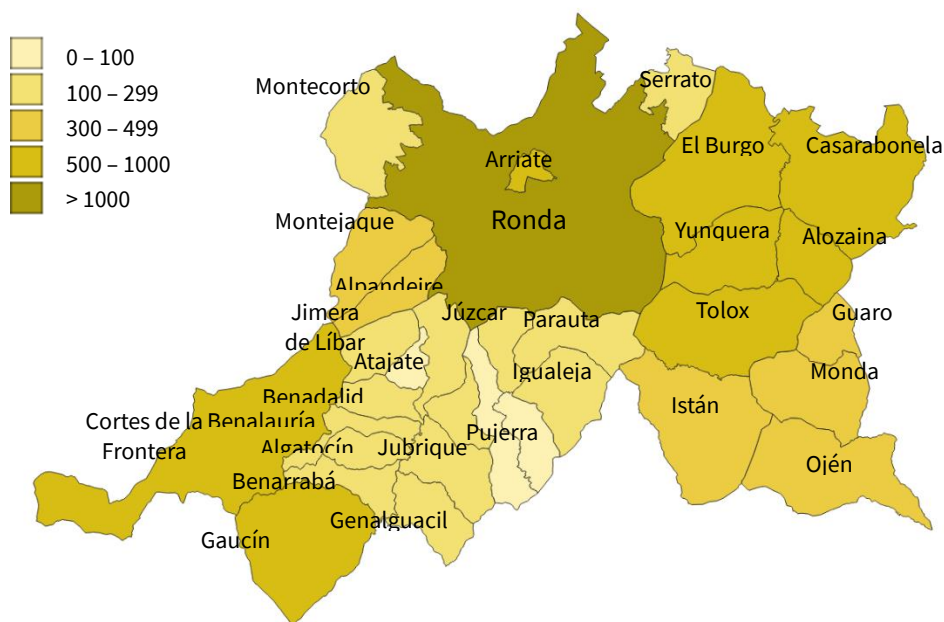 0 – 100
100 – 299
300 – 499
500 – 1000
> 1000
Montecorto
Serrato
Arriate
El Burgo
Casarabonela
Ronda
Montejaque
Yunquera
Alozaina
Alpandeire
Jimera
de Líbar
Júzcar
Parauta
Tolox
Guaro
Atajate
Igualeja
Monda
Benadalid
Istán
Cortes de la
Frontera
Benalauría
Algatocín
Jubrique
Pujerra
Ojén
Benarrabá
Genalguacil
Gaucín